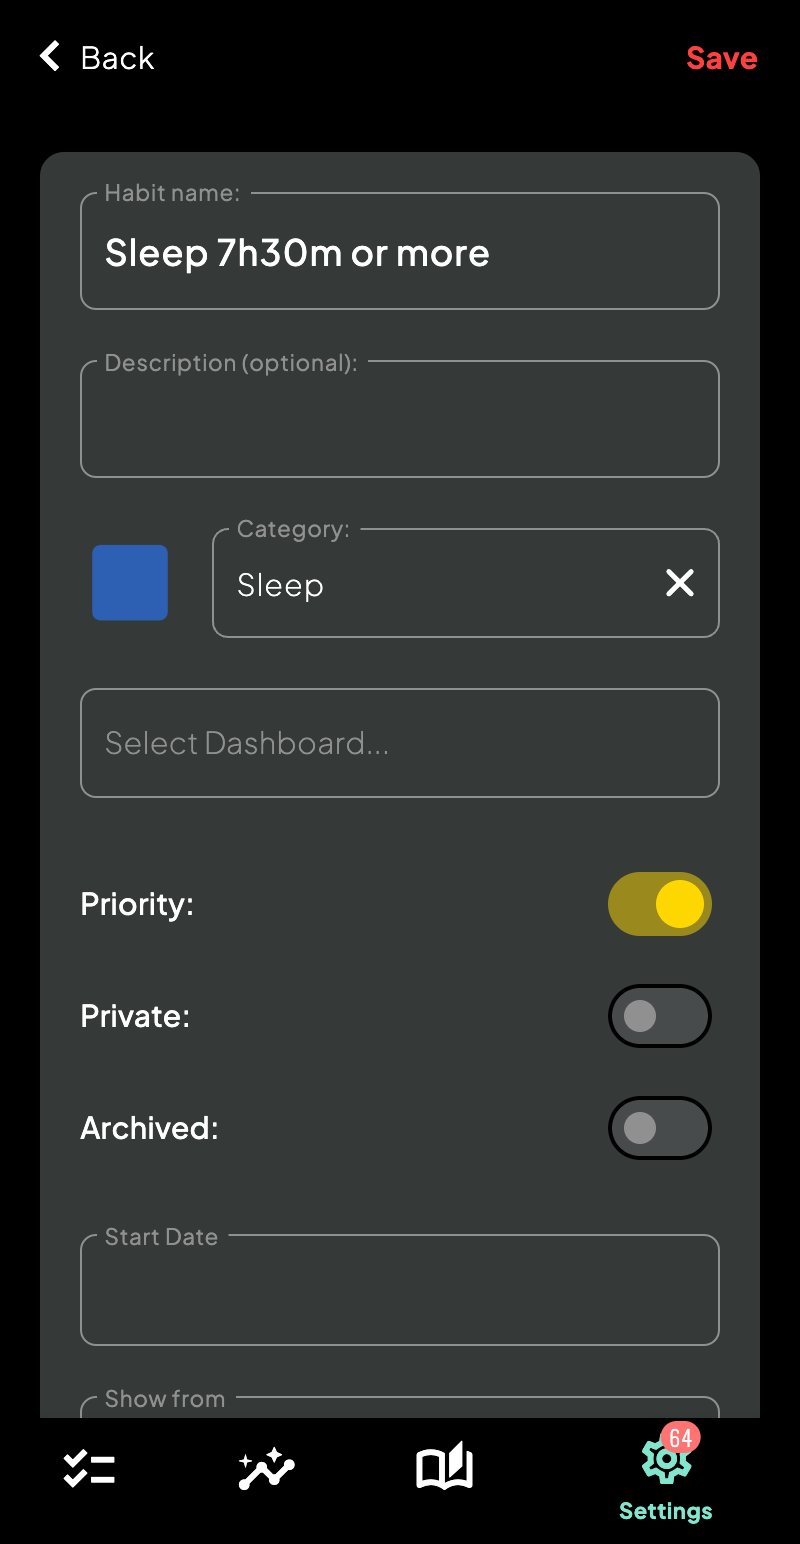 Back
Save
Habit name:
Sleep 7h30m or more
Description (optional):
Category:
Sleep
Select Dashboard...
Priority:
Private:
Archived:
Start Date
Show from
64
Settings